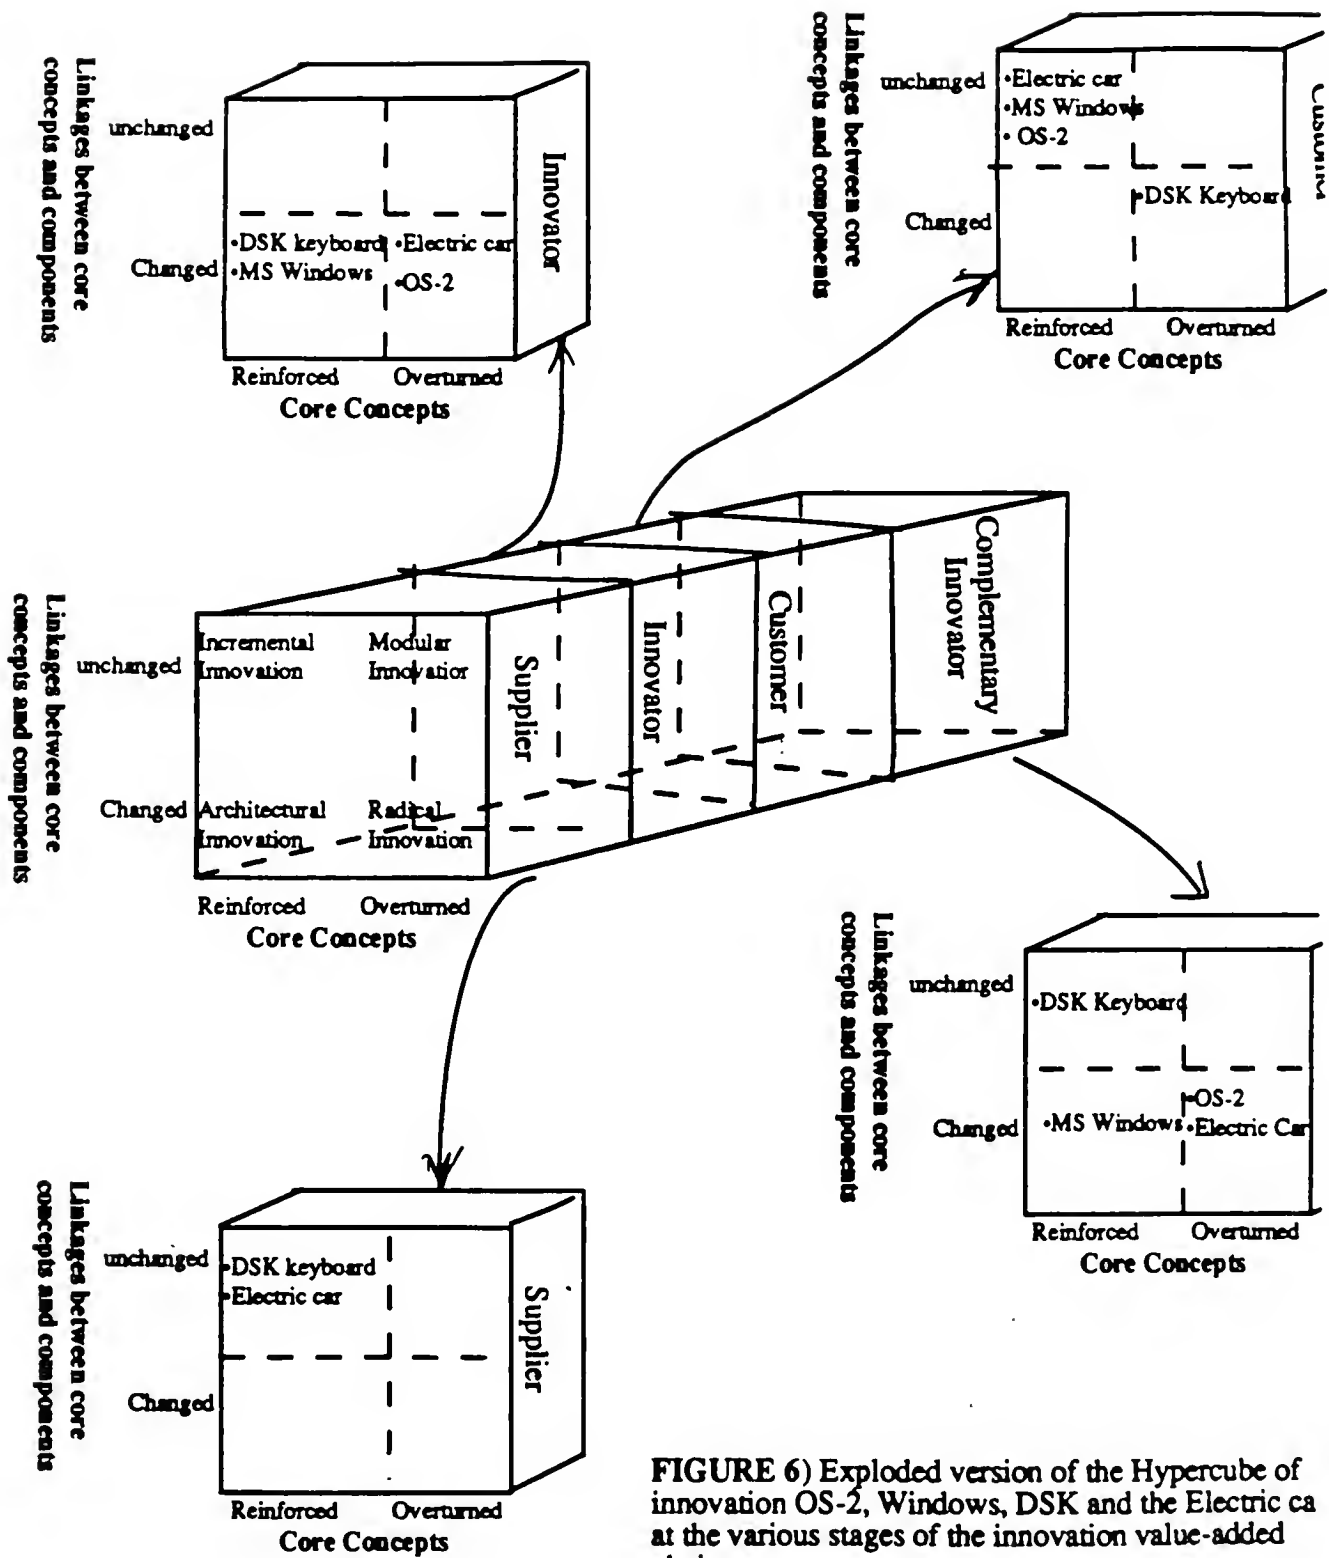 Linkages between core
concepts and components
unchanged
Changed
•DSK keyboard
•MS Windows
•Electric car
•OS-2
Innovator
Reinforced Overturned
Core Concepts
Linkages between core
concepts and components
unchanged
Changed
•Electric car
•MS Windows
• OS-2
•DSK Keyboard
Customer
Reinforced Overturned
Core Concepts
Linkages between core
concepts and components
unchanged
Changed
Incremental
Innovation
Modular
Innovatior
Architectural
Innovation
Radical
Innovation
Supplier
Innovator
Customer
Complementary
Innovator
Reinforced Overturned
Core Concepts
Linkages between core
concepts and components
unchanged
Changed
•DSK Keyboard
•MS Windows
•OS-2
•Electric Car
Reinforced Overturned
Core Concepts
Linkages between core
concepts and components
unchanged
Changed
•DSK keyboard
•Electric car
Supplier
Reinforced Overturned
Core Concepts
FIGURE 6) Exploded version of the Hypercube of
innovation OS-2, Windows, DSK and the Electric ca
at the various stages of the innovation value-added